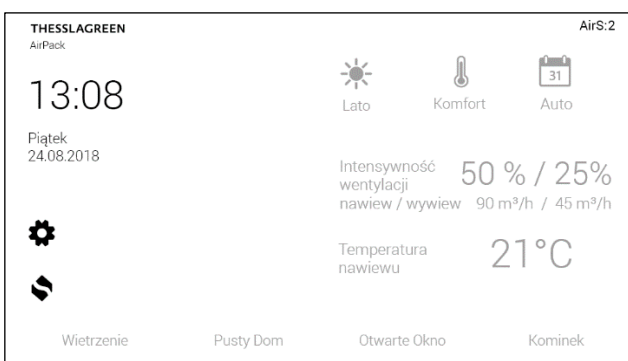 THESSLAGREEN
AirPack
AirS:2
13:08
Piątek
24.08.2018
31
Lato Komfort Auto
Intensywność
wentylacji
nawiew / wywiew
50 % / 25%
90 m³/h / 45 m³/h
Temperatura
nawiewu
21°C
Wietrzenie Pusty Dom Otwarte Okno Kominek